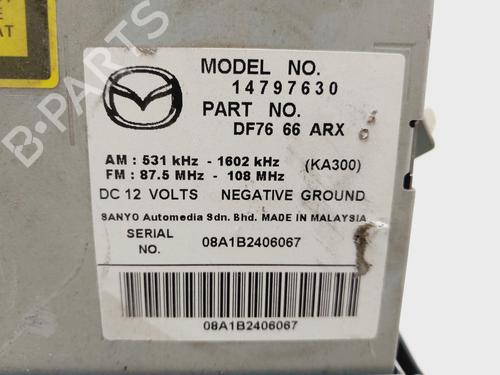 E
AT
B-PARTS
MODEL NO.
14797630
PART NO.
DF76 66 ARX
AM : 531 kHz - 1602 kHz (KA300)
FM : 87.5 MHz - 108 MHz
DC 12 VOLTS NEGATIVE GROUND
SANYO Automedia Sdn. Bhd. MADE IN MALAYSIA
SERIAL
NO. 08A1B2406067
08A1B2406067